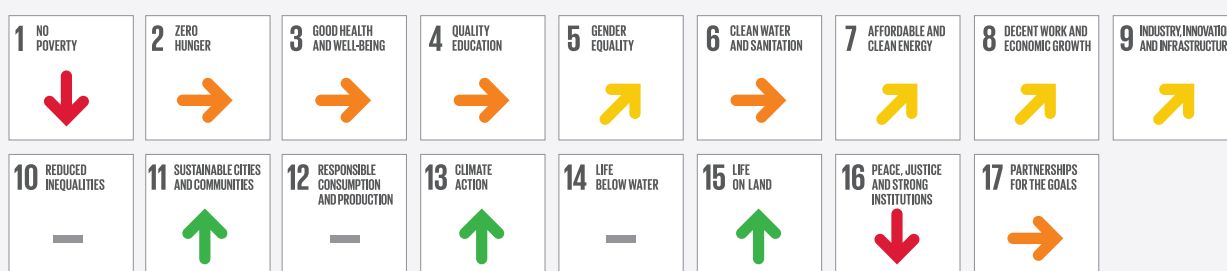 1 NO
POVERTY
2 ZERO
HUNGER
3 GOOD HEALTH
AND WELL-BEING
4 QUALITY
EDUCATION
5 GENDER
EQUALITY
6 CLEAN WATER
AND SANITATION
7 AFFORDABLE AND
CLEAN ENERGY
8 DECENT WORK AND
ECONOMIC GROWTH
9 INDUSTRY, INNOVATIO
AND INFRASTRUCTUR
10 REDUCED
INEQUALITIES
11 SUSTAINABLE CITIES
AND COMMUNITIES
12 RESPONSIBLE
CONSUMPTION
AND PRODUCTION
13 CLIMATE
ACTION
14 LIFE
BELOW WATER
15 LIFE
ON LAND
16 PEACE, JUSTICE
AND STRONG
INSTITUTIONS
17 PARTNERSHIPS
FOR THE GOALS